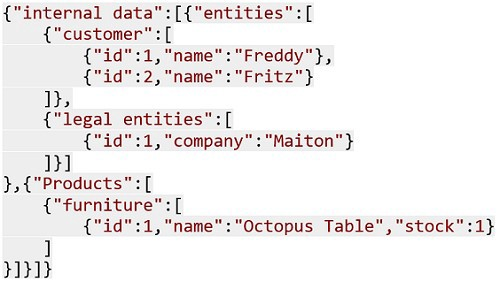 {"internal data":[{"entities":[
    {"customer":[
        {"id":1,"name":"Freddy"},
        {"id":2,"name":"Fritz"}
    ]},
    {"legal entities":[
        {"id":1,"company":"Maiton"}
    ]}]
},{"Products":[
    {"furniture":[
        {"id":1,"name":"Octopus Table","stock":1}
    ]
}]}]}